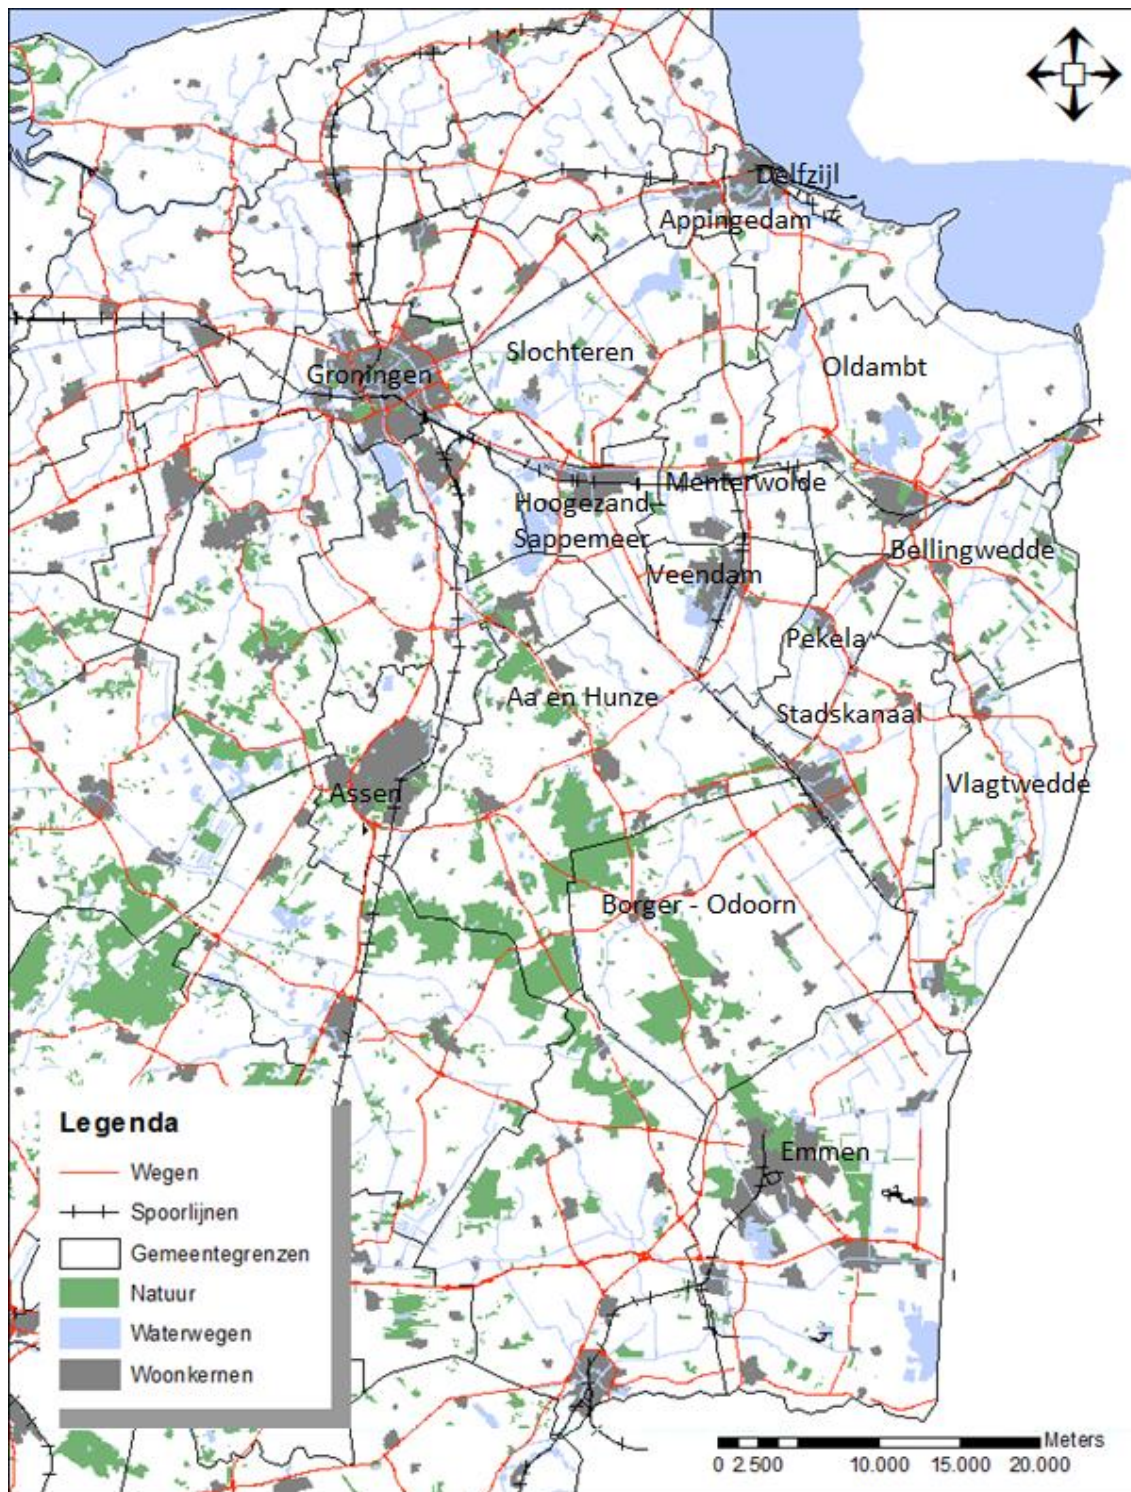 Delfzijl
Appingedam
Slochteren
Oldambt
Groningen
Menterwolde
Hoogezand
Sappemeer
Bellingwedde
Veendam
Pekela
Aa en Hunze
Stadskanaal
Vlagtwedde
Assen
Borger - Odoorn
Emmen
Legenda
Wegen
Spoorlijnen
Gemeentegrenzen
Natuur
Waterwegen
Woonkernen
Meters
0 2.500 10.000 15.000 20.000